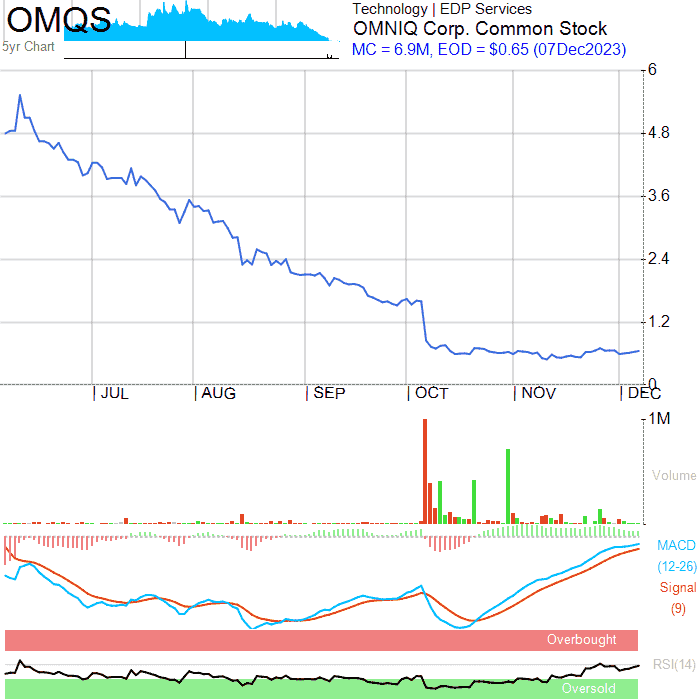 OMQS
Technology | EDP Services
OMNIQ Corp. Common Stock
5yr Chart
MC = 6.9M, EOD = $0.65 (07Dec2023)
6
4.8
3.6
2.4
1.2
0
JUL
AUG
SEP
OCT
NOV
DEC
1M
Volume
MACD
(12-26)
Signal
(9)
Overbought
RSI(14)
Oversold